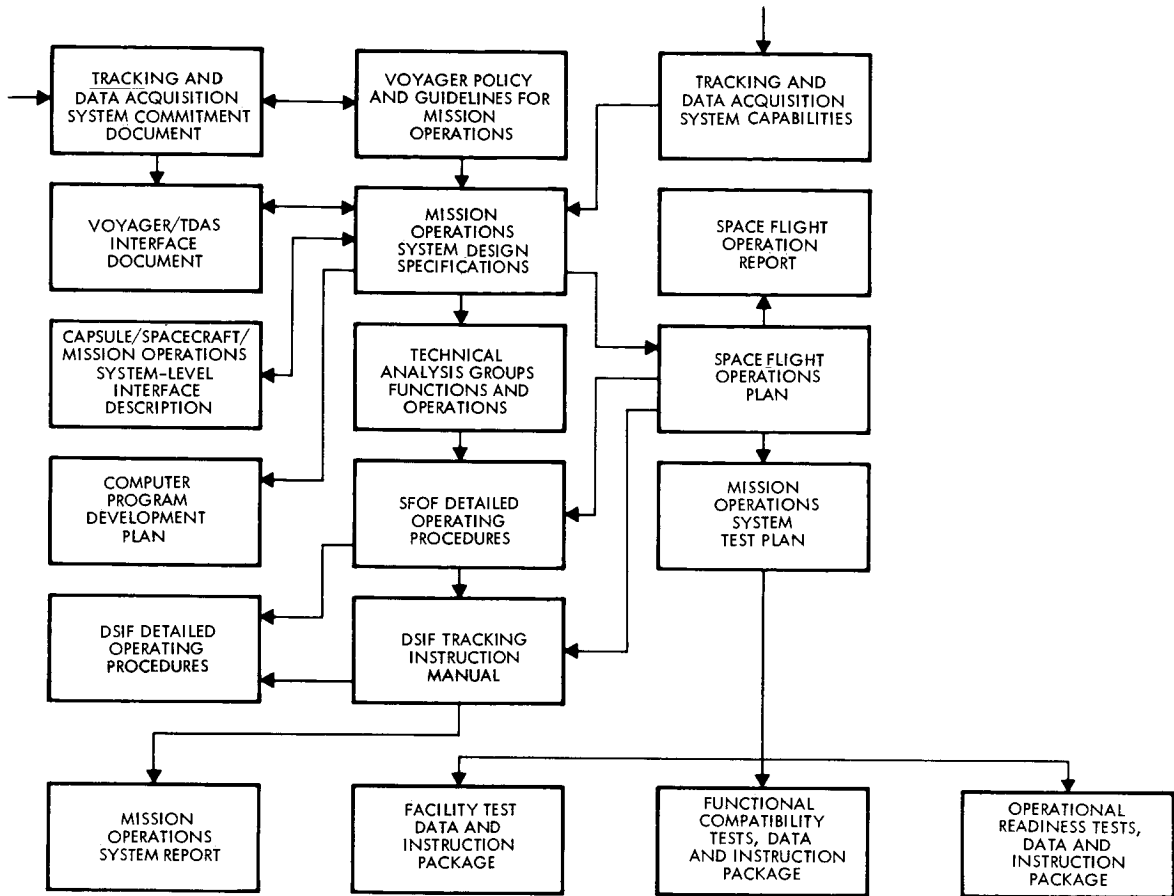 TRACKING AND
DATA ACQUISITION
SYSTEM COMMITMENT
DOCUMENT
VOYAGER POLICY
AND GUIDELINES FOR
MISSION
OPERATIONS
TRACKING AND
DATA ACQUISITION
SYSTEM CAPABILITIES
VOYAGER/TDAS
INTERFACE
DOCUMENT
MISSION
OPERATIONS
SYSTEM DESIGN
SPECIFICATIONS
SPACE FLIGHT
OPERATION
REPORT
CAPSULE/SPACECRAFT/
MISSION OPERATIONS
SYSTEM-LEVEL
INTERFACE
DESCRIPTION
TECHNICAL
ANALYSIS GROUPS
FUNCTIONS AND
OPERATIONS
SPACE FLIGHT
OPERATIONS
PLAN
COMPUTER
PROGRAM
DEVELOPMENT
PLAN
SFOF DETAILED
OPERATING
PROCEDURES
MISSION
OPERATIONS
SYSTEM
TEST PLAN
DSIF DETAILED
OPERATING
PROCEDURES
DSIF TRACKING
INSTRUCTION
MANUAL
MISSION
OPERATIONS
SYSTEM REPORT
FACILITY TEST
DATA AND
INSTRUCTION
PACKAGE
FUNCTIONAL
COMPATIBILITY
TESTS, DATA
AND INSTRUCTION
PACKAGE
OPERATIONAL
READINESS TESTS,
DATA AND
INSTRUCTION
PACKAGE